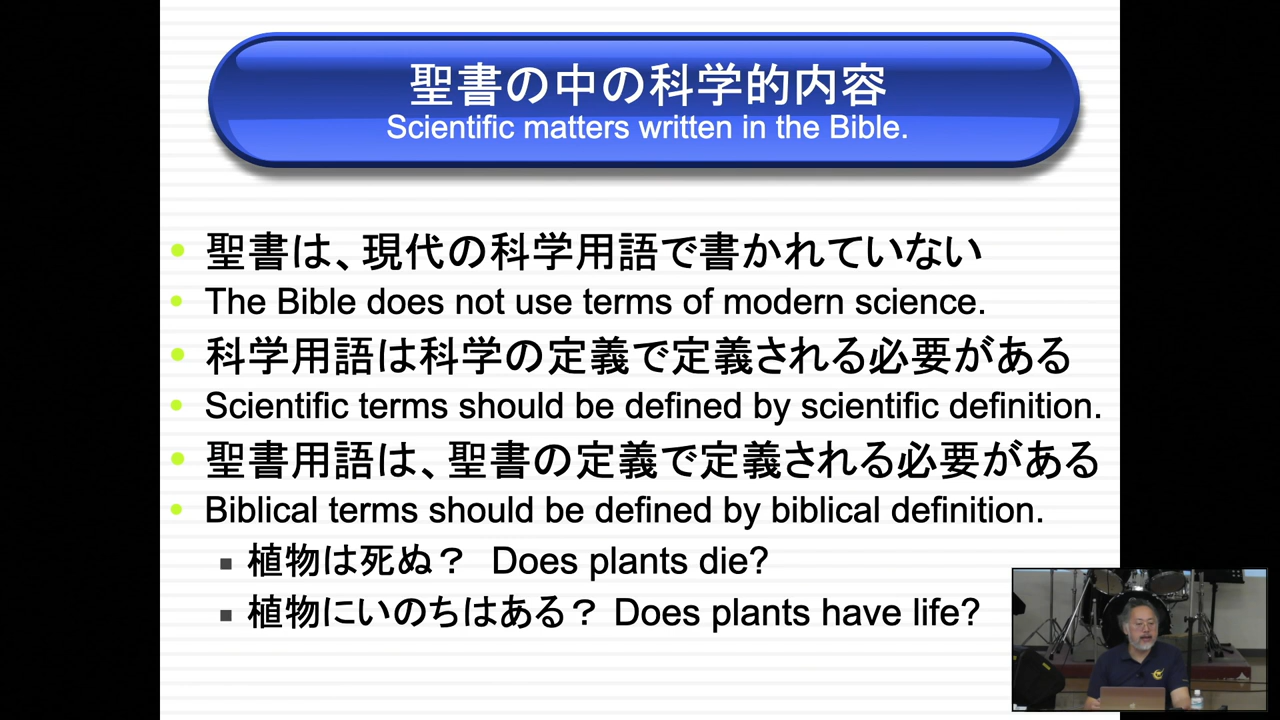 聖書の中の科学的内容
Scientific matters written in the Bible.
聖書は、現代の科学用語で書かれていない
The Bible does not use terms of modern science.
科学用語は科学の定義で定義される必要がある
Scientific terms should be defined by scientific definition.
聖書用語は、聖書の定義で定義される必要がある
Biblical terms should be defined by biblical definition.
植物は死ぬ？ Does plants die?
植物にいのちはある？ Does plants have life?